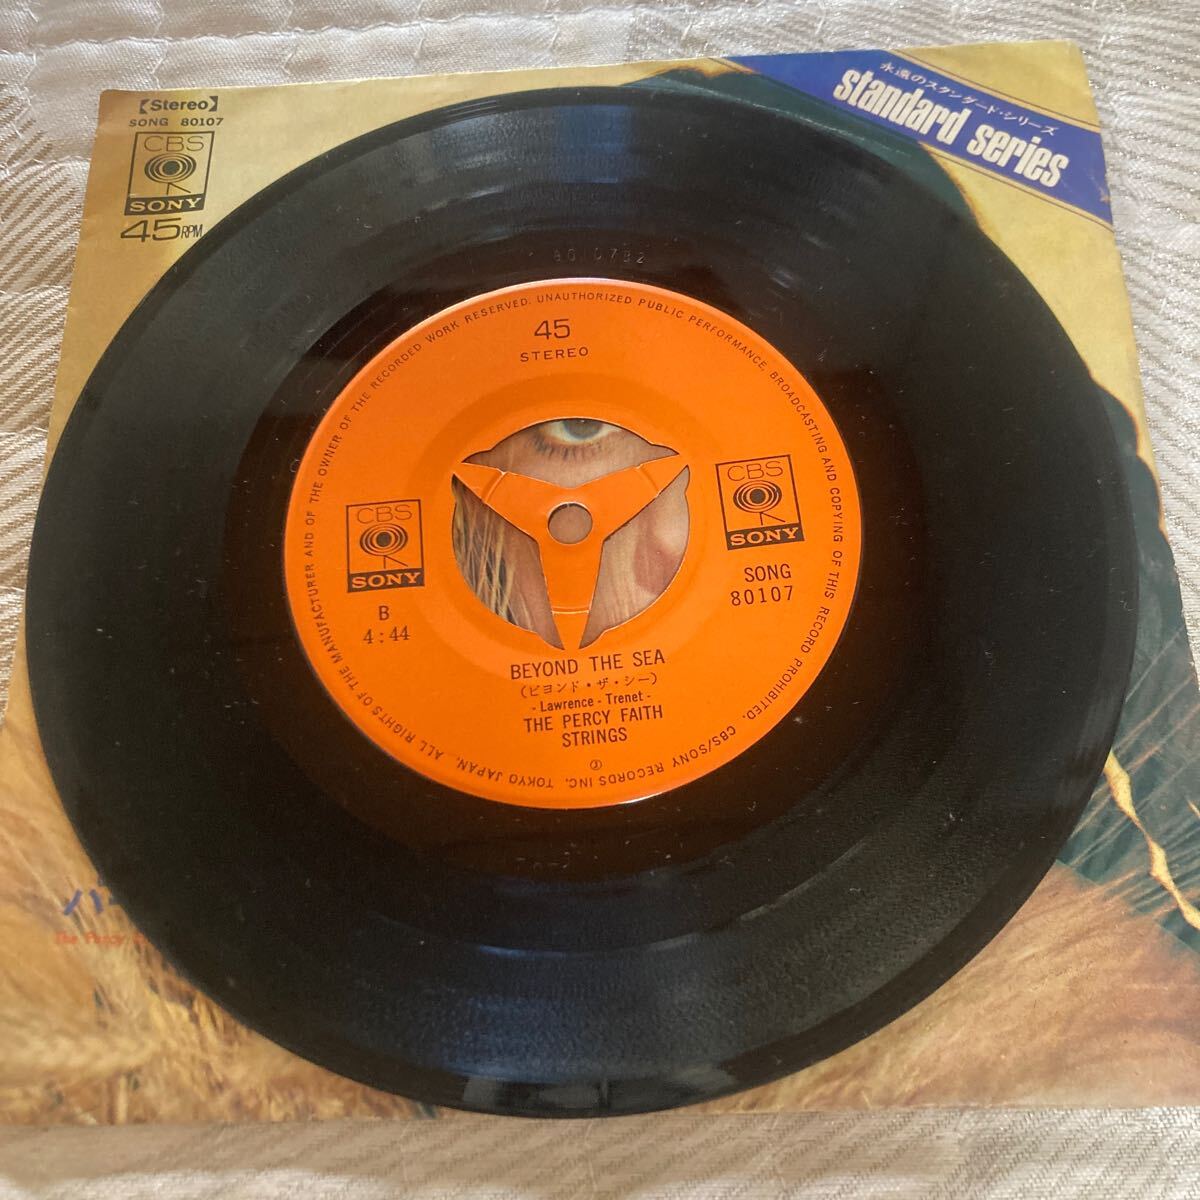 【Stereo】
SONG 80107
CBS
SONY
45RPM
永遠のスタンダード・シリーズ
standard series
8010732
45
STEREO
ALL RIGHTS OF THE MANUFACTURER AND OF THE OWNER OF THE RECORDED WORK RESERVED. UNAUTHORIZED PUBLIC PERFORMANCE, BROADCASTING AND COPYING OF THIS RECORD PROHIBITED. CBS/SONY RECORDS INC. TOKYO JAPAN.
CBS
SONY
CBS
SONY
B
4:44
SONG
80107
BEYOND THE SEA
(ビヨンド・ザ・シー)
- Lawrence - Trenet -
THE PERCY FAITH
STRINGS
Ⓟ
パ
The Percy